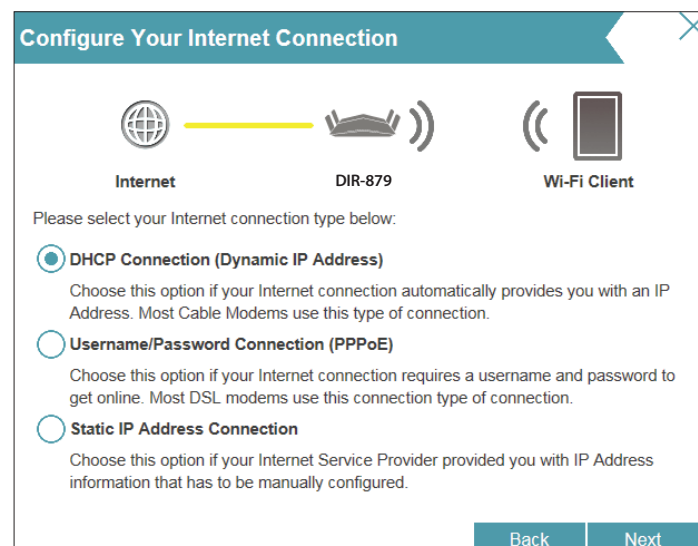 Configure Your Internet Connection
Internet
DIR-879
Wi-Fi Client
Please select your Internet connection type below:
DHCP Connection (Dynamic IP Address)
Choose this option if your Internet connection automatically provides you with an IP
Address. Most Cable Modems use this type of connection.
Username/Password Connection (PPPoE)
Choose this option if your Internet connection requires a username and password to
get online. Most DSL modems use this connection type of connection.
Static IP Address Connection
Choose this option if your Internet Service Provider provided you with IP Address
information that has to be manually configured.
Back
Next